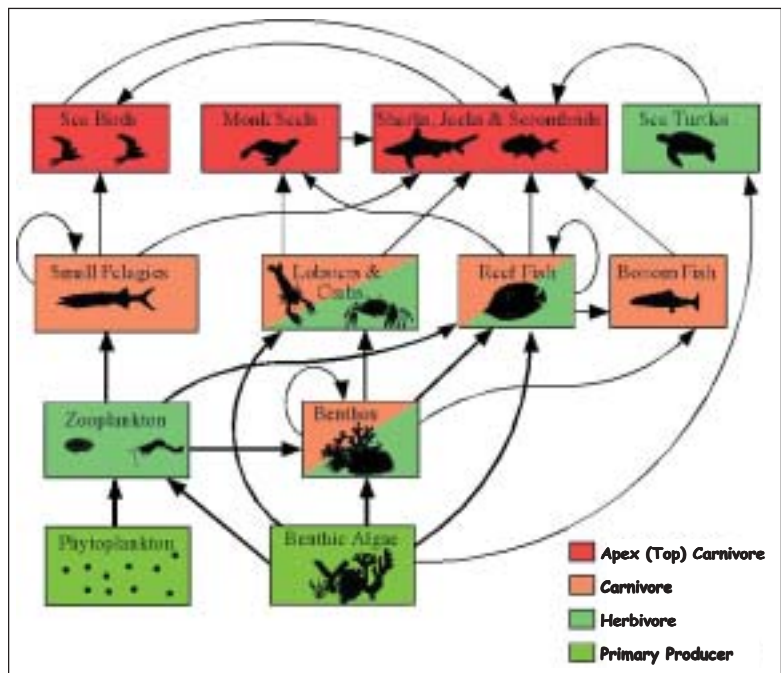 Sea Birds
Monk Seals
Sharks, Jacks & Scrombrids
Sea Turtles
Small Pelagics
Lobsters &
Crabs
Reef Fish
Bottom Fish
Zooplankton
Benthos
Phytoplankton
Benthic Algae
Apex (Top) Carnivore
Carnivore
Herbivore
Primary Producer